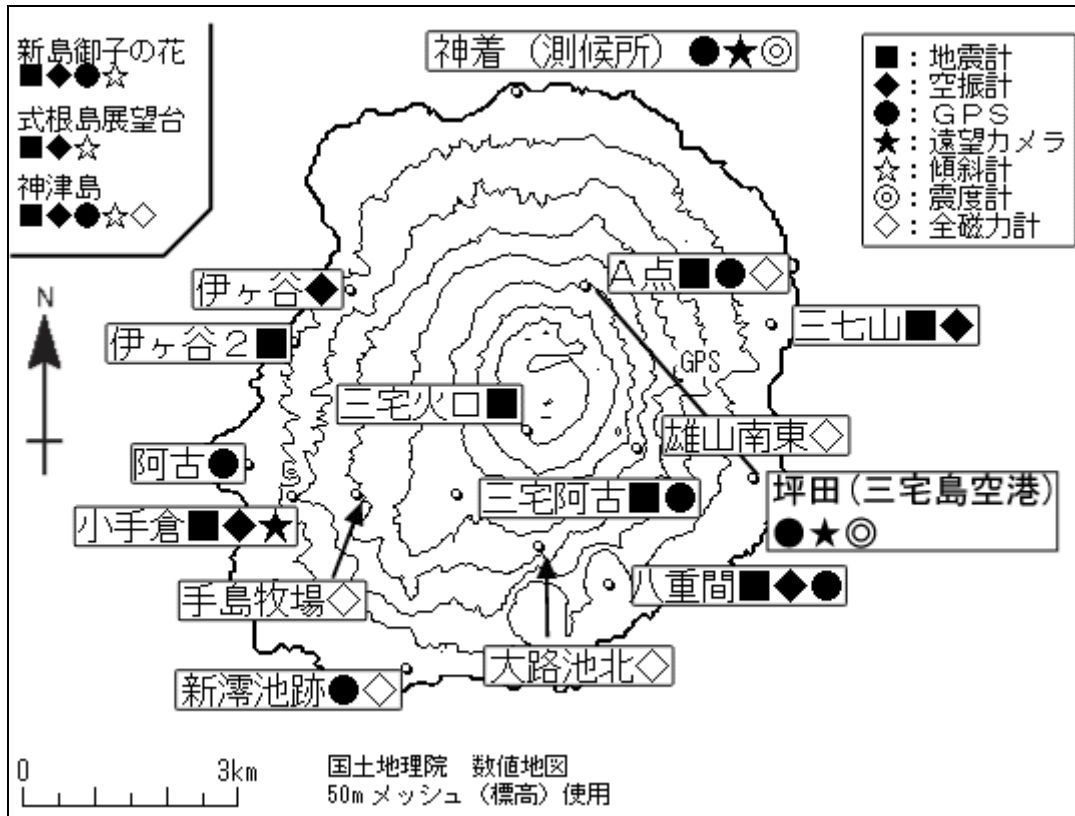 新島御子の花
■◆●☆
式根島展望台
■◆☆
神津島
■◆●☆◇
神着（測候所） ●★◎
■：地震計
◆：空振計
●：ＧＰＳ
★：遠望カメラ
☆：傾斜計
◎：震度計
◇：全磁力計
N
伊ヶ谷◆
Ａ点■●◇
伊ヶ谷２■
三七山■◆
GPS
三宅火口■
雄山南東◇
阿古●
三宅阿古■●
坪田(三宅島空港)
●★◎
小手倉■◆★
手島牧場◇
八重間■◆●
大路池北◇
新澪池跡●◇
0 3km
国土地理院 数値地図
50mメッシュ（標高）使用